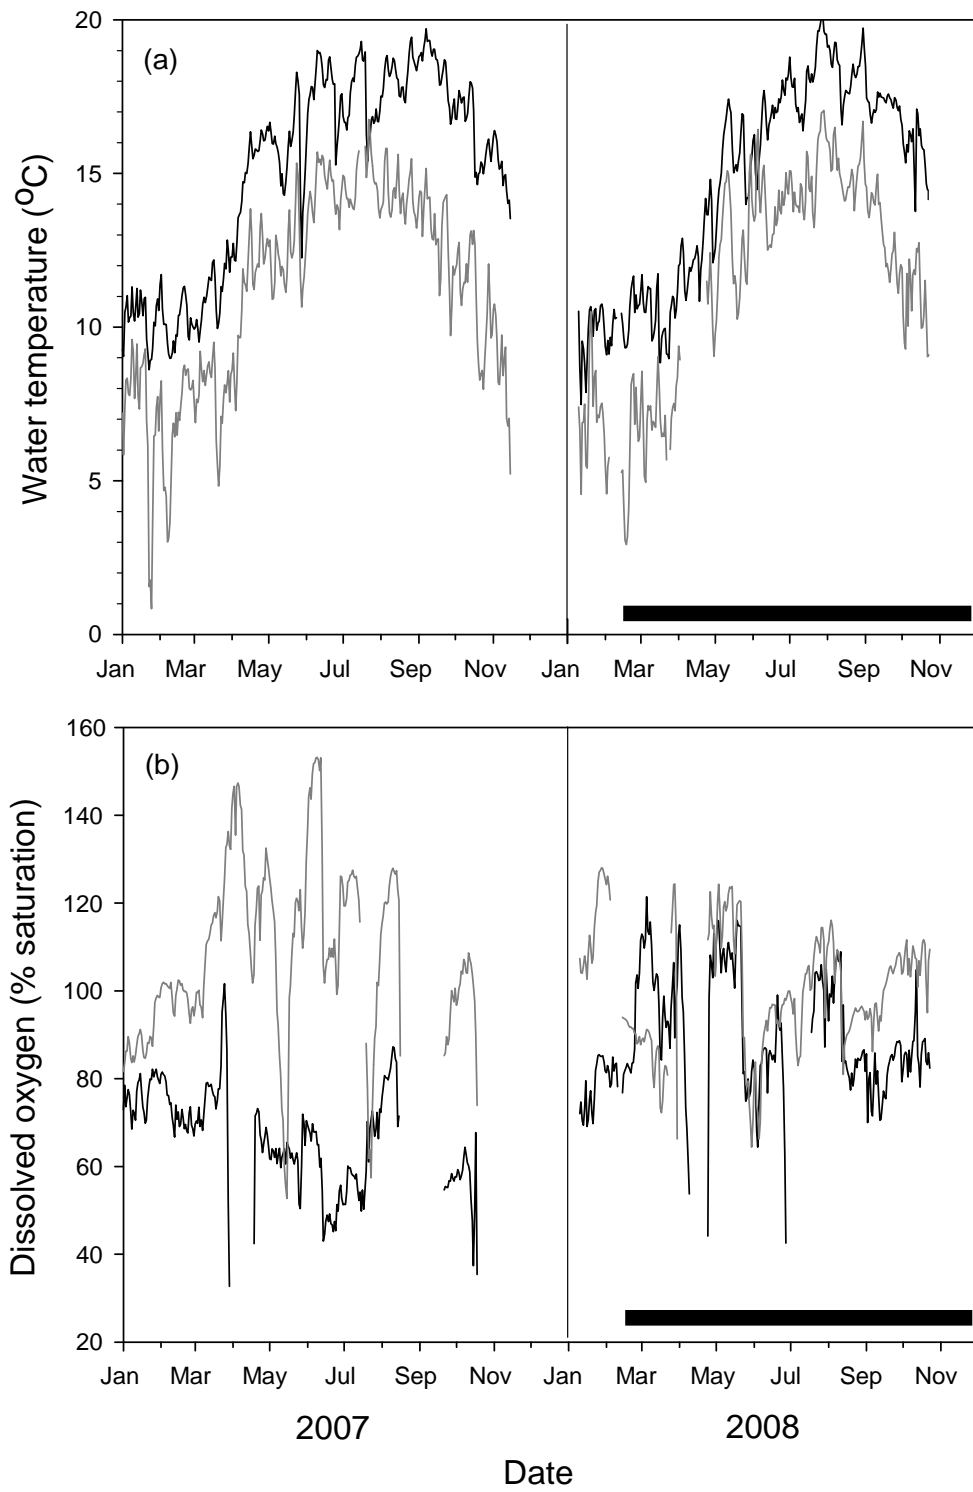 20
(a)
15
10
5
0
Water temperature (°C)
Jan Mar May Jul Sep Nov Jan Mar May Jul Sep Nov
160
(b)
140
120
100
80
60
40
20
Dissolved oxygen (% saturation)
Jan Mar May Jul Sep Nov Jan Mar May Jul Sep Nov
2007 2008
Date